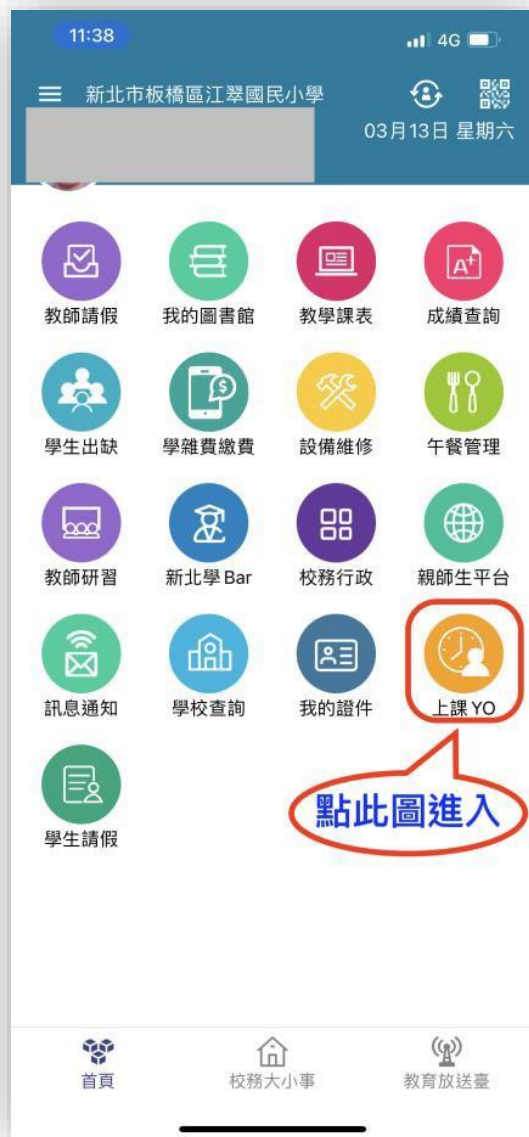 11:38
4G
新北市板橋區江翠國民小學
03月13日 星期六
教師請假
我的圖書館
教學課表
A+
成績查詢
學生出缺
$
學雜費繳費
設備維修
午餐管理
教師研習
新北學 Bar
校務行政
親師生平台
訊息通知
學校查詢
我的證件
上課 YO
學生請假
點此圖進入
首頁
校務大小事
教育放送臺